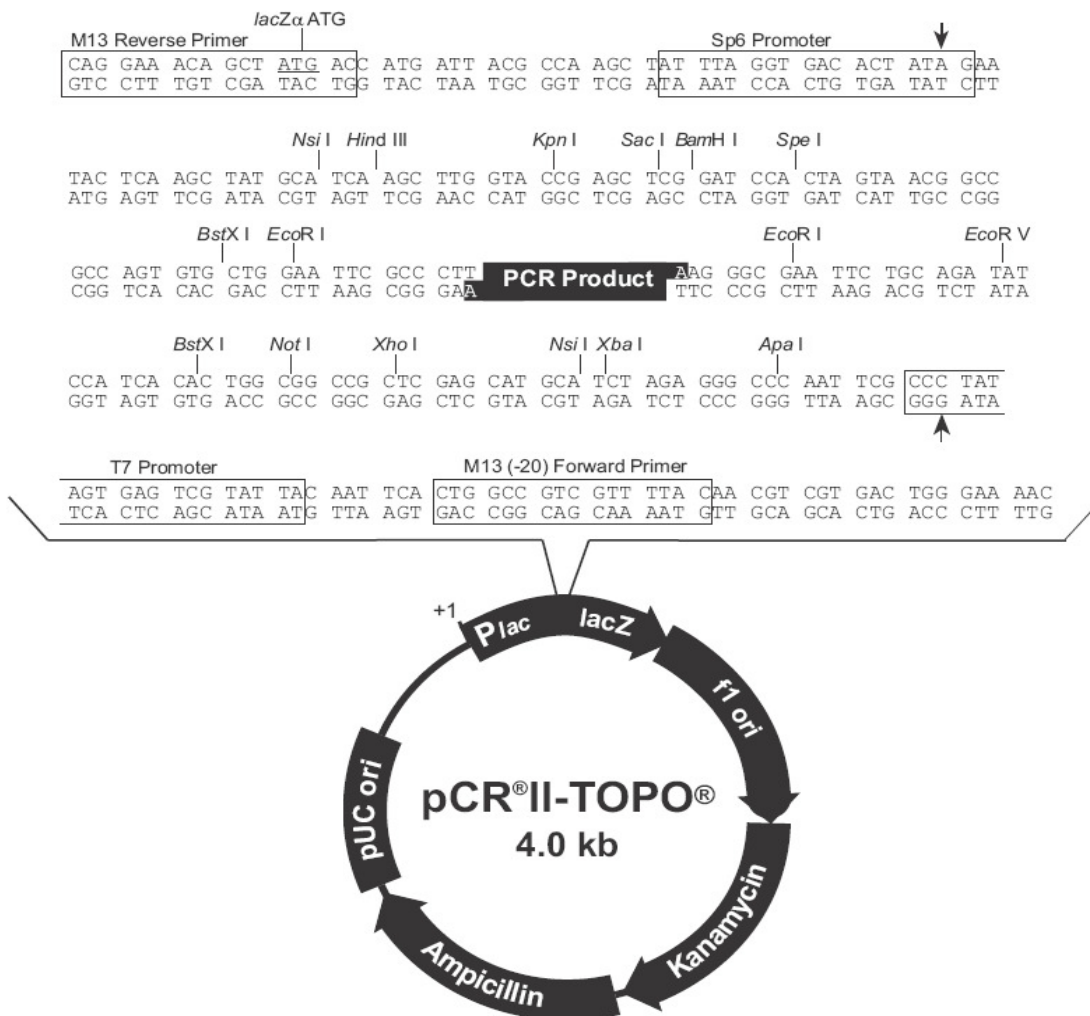 lacZα ATG
M13 Reverse Primer Sp6 Promoter
CAG GAA ACA GCT ATG ACC ATG ATT ACG CCA AGC TAT TTA GGT GAC ACT ATA GAA
GTC CTT TGT CGA TAC TGG TAC TAA TGC GGT TCG ATA AAT CCA CTG TGA TAT CTT
Nsi I Hind III Kpn I Sac I BamH I Spe I
TAC TCA AGC TAT GCA TCA AGC TTG GTA CCG AGC TCG GAT CCA CTA GTA ACG GCC
ATG AGT TCG ATA CGT AGT TCG AAC CAT GGC TCG AGC CTA GGT GAT CAT TGC CGG
BstX I EcoR I EcoR I EcoR V
GCC AGT GTG CTG GAA TTC GCC CTT PCR Product AAG GGC GAA TTC TGC AGA TAT
CGG TCA CAC GAC CTT AAG CGG GAA TTC CCG CTT AAG ACG TCT ATA
BstX I Not I Xho I Nsi I Xba I Apa I
CCA TCA CAC TGG CGG CCG CTC GAG CAT GCA TCT AGA GGG CCC AAT TCG CCC TAT
GGT AGT GTG ACC GCC GGC GAG CTC GTA CGT AGA TCT CCC GGG TTA AGC GGG ATA
T7 Promoter M13 (-20) Forward Primer
AGT GAG TCG TAT TAC AAT TCA CTG GCC GTC GTT TTA CAA CGT CGT GAC TGG GAA AAC
TCA CTC AGC ATA ATG TTA AGT GAC CGG CAG CAA AAT GTT GCA GCA CTG ACC CTT TTG
+1
Plac lacZ
f1 ori
pUC ori
pCR®II-TOPO®
4.0 kb
Kanamycin
Ampicillin